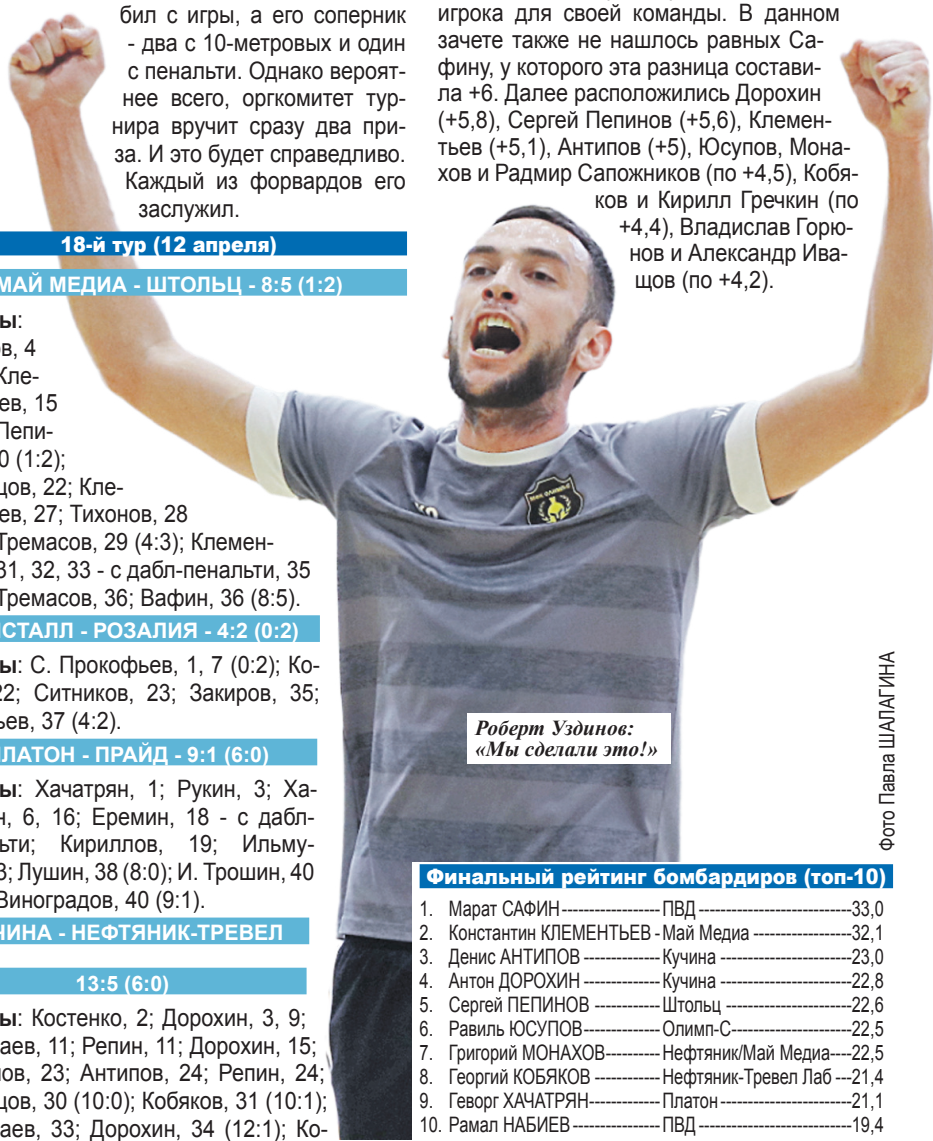 бил с игры, а его соперник
- два с 10-метровых и один
с пенальти. Однако вероят-
нее всего, оргкомитет тур-
нира вручит сразу два при-
за. И это будет справедливо.
Каждый из форвардов его
заслужил.
18-й тур (12 апреля)
МАЙ МЕДИА - ШТОЛЬЦ - 8:5 (1:2)
ы:
в, 4
Кле-
ев, 15
Пепи-
0 (1:2);
цов, 22; Кле-
ев, 27; Тихонов, 28
Тремасов, 29 (4:3); Клемен-
31, 32, 33 - с дабл-пенальти, 35
Тремасов, 36; Вафин, 36 (8:5).
СТАЛЛ - РОЗАЛИЯ - 4:2 (0:2)
ы: С. Прокофьев, 1, 7 (0:2); Ко-
22; Ситников, 23; Закиров, 35;
ьев, 37 (4:2).
ПЛАТОН - ПРАЙД - 9:1 (6:0)
ы: Хачатрян, 1; Рукин, 3; Ха-
н, 6, 16; Еремин, 18 - с дабл-
ьти; Кириллов, 19; Ильму-
3; Лушин, 38 (8:0); И. Трошин, 40
Виноградов, 40 (9:1).
ЧИНА - НЕФТЯНИК-ТРЕВЕЛ
13:5 (6:0)
ы: Костенко, 2; Дорохин, 3, 9;
аев, 11; Репин, 11; Дорохин, 15;
ов, 23; Антипов, 24; Репин, 24;
цов, 30 (10:0); Кобяков, 31 (10:1);
аев, 33; Дорохин, 34 (12:1); Ко-
игрока для своей команды. В данном
зачете также не нашлось равных Са-
фину, у которого эта разница состави-
ла +6. Далее расположились Дорохин
(+5,8), Сергей Пепинов (+5,6), Клемен-
тьев (+5,1), Антипов (+5), Юсупов, Мона-
хов и Радмир Сапожников (по +4,5), Кобя-
ков и Кирилл Гречкин (по
+4,4), Владислав Горю-
нов и Александр Ива-
щов (по +4,2).
Роберт Уздинов:
«Мы сделали это!»
Фото Павла ШАЛАГИНА
Финальный рейтинг бомбардиров (топ-10)
1. Марат САФИН------------------ПВД----------------------------33,0
2. Константин КЛЕМЕНТЬЕВ -Май Медиа ------------------32,1
3. Денис АНТИПОВ --------------Кучина -------------------------23,0
4. Антон ДОРОХИН --------------Кучина -------------------------22,8
5. Сергей ПЕПИНОВ ------------Штольц -----------------------22,6
6. Равиль ЮСУПОВ--------------Олимп-С----------------------22,5
7. Григорий МОНАХОВ----------Нефтяник/Май Медиа----22,5
8. Георгий КОБЯКОВ ------------Нефтяник-Тревел Лаб ---21,4
9. Геворг ХАЧАТРЯН-------------Платон------------------------21,1
10. Рамал НАБИЕВ---------------ПВД----------------------------19,4